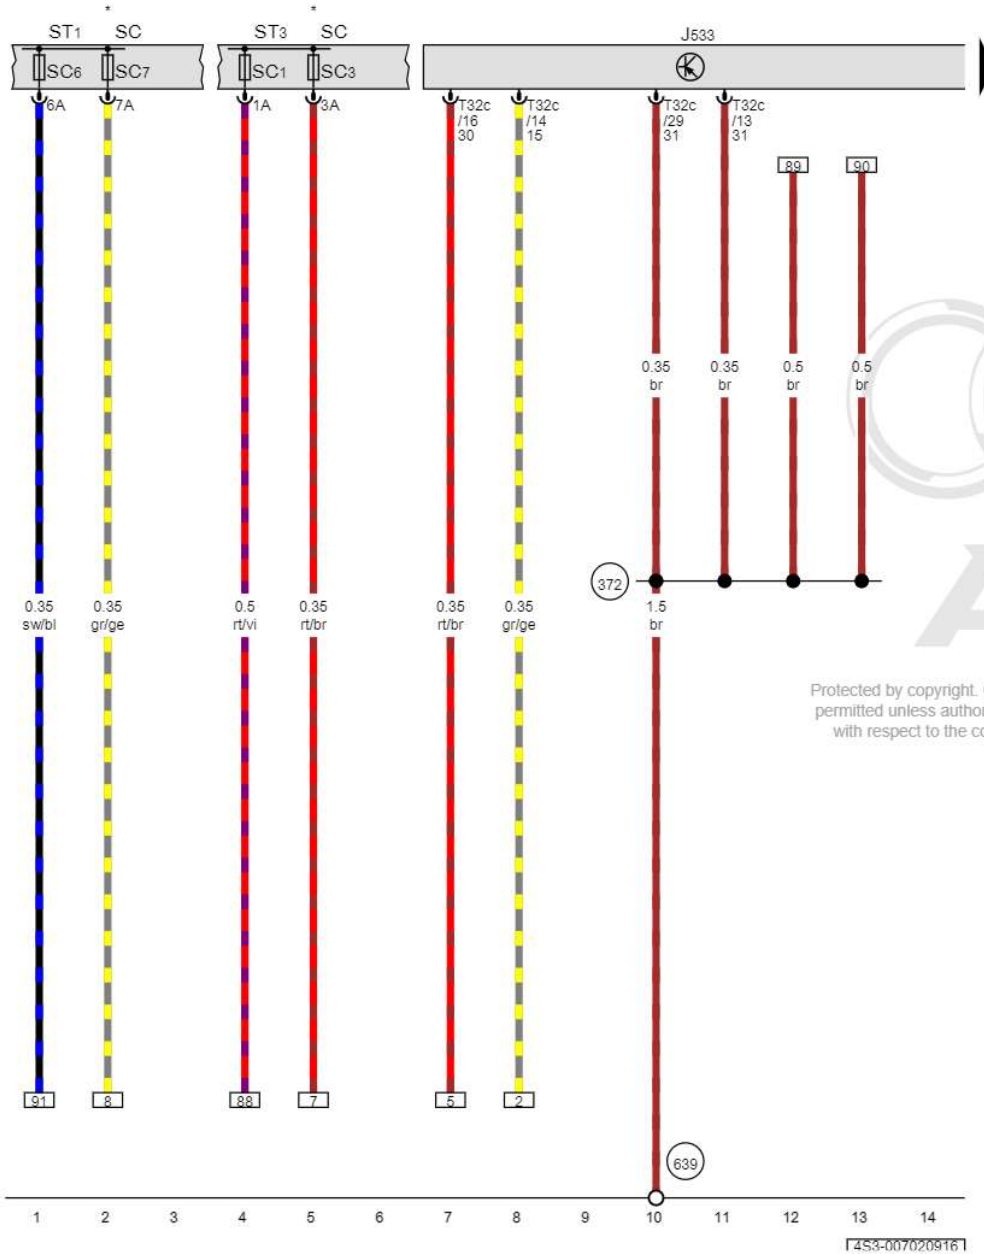 * *
ST1 SC ST3 SC J533
SC6 SC7 SC1 SC3
6A 7A 1A 3A T32c T32c T32c T32c
/16 /14 /29 /13
30 15 31 31
89 90
0.35 0.35 0.5 0.5
br br br br
372
0.35 0.35 0.5 0.35 0.35 0.35 1.5
sw/bl gr/ge rt/vi rt/br rt/br gr/ge br
Protected by copyright.
permitted unless author
with respect to the co
91 8 88 7 5 2
639
1 2 3 4 5 6 7 8 9 10 11 12 13 14
4S3-007020916